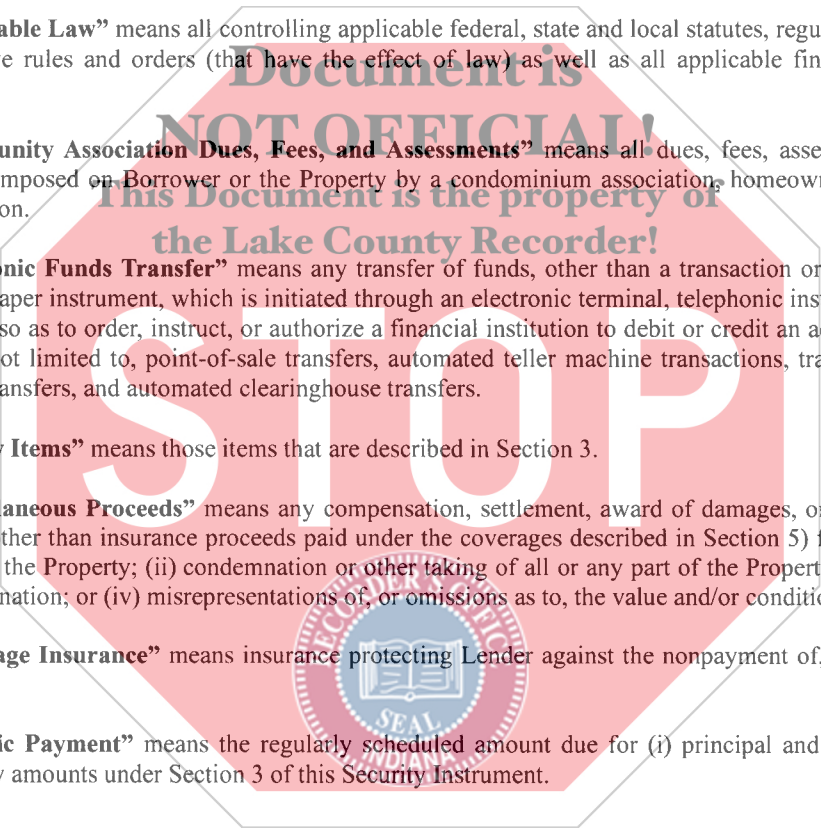 able Law” means all controlling applicable federal, state and local statutes, regu
e rules and orders (that have the effect of law) as well as all applicable fin
Document is
NOT OFFICIAL!
unity Association Dues, Fees, and Assessments” means all dues, fees, asse
mposed on Borrower or the Property by a condominium association, homeown
This Document is the property of
on.
the Lake County Recorder!
onic Funds Transfer” means any transfer of funds, other than a transaction or
aper instrument, which is initiated through an electronic terminal, telephonic ins
so as to order, instruct, or authorize a financial institution to debit or credit an a
ot limited to, point-of-sale transfers, automated teller machine transactions, tra
ransfers, and automated clearinghouse transfers.
STOP
Items” means those items that are described in Section 3.
laneous Proceeds” means any compensation, settlement, award of damages, o
ther than insurance proceeds paid under the coverages described in Section 5) f
the Property; (ii) condemnation or other taking of all or any part of the Propert
nation; or (iv) misrepresentations of, or omissions as to, the value and/or conditi
RECORDER'S OFFICE
age Insurance” means insurance protecting Lender against the nonpayment of,
SEAL
INDIANA
ic Payment” means the regularly scheduled amount due for (i) principal and
y amounts under Section 3 of this Security Instrument.